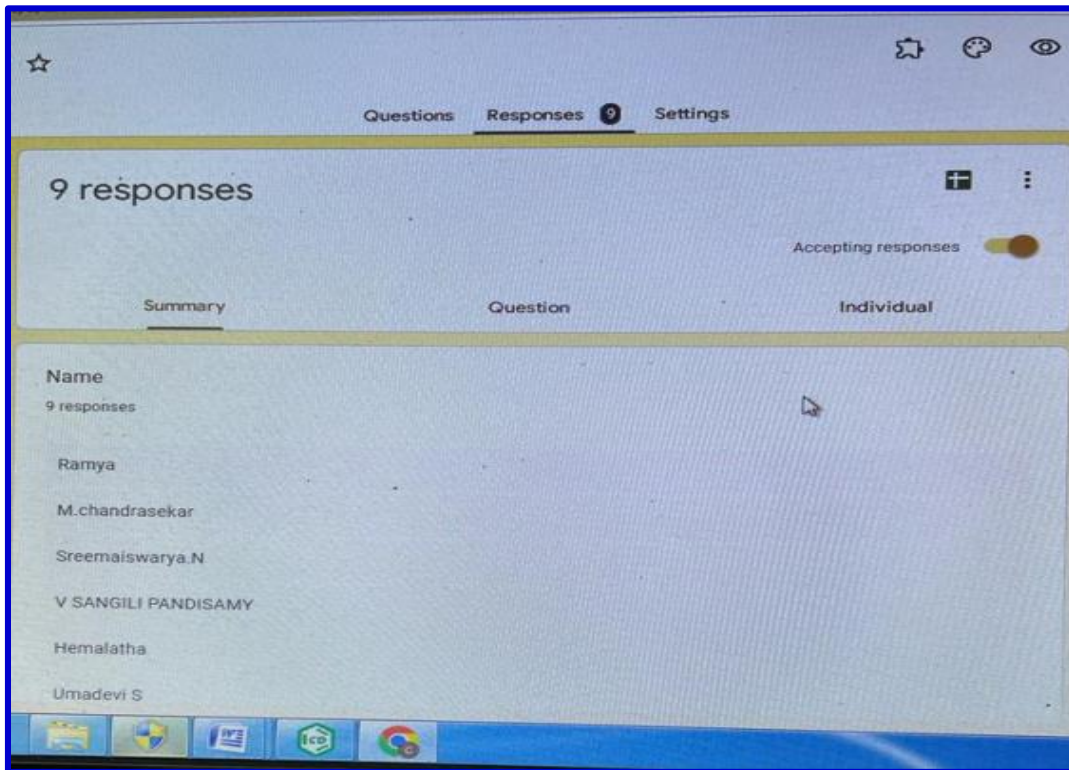 Questions Responses 9 Settings
9 responses
Accepting responses
Summary Question Individual
Name
9 responses
Ramya
M.chandrasekar
Sreemaiswarya.N
V SANGILI PANDISAMY
Hemalatha
Umadevi S